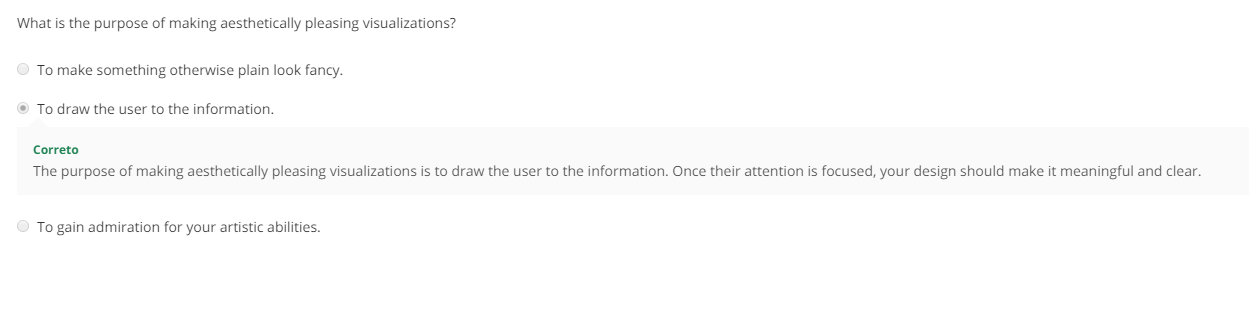 What is the purpose of making aesthetically pleasing visualizations?
To make something otherwise plain look fancy.
To draw the user to the information.
Correto
The purpose of making aesthetically pleasing visualizations is to draw the user to the information. Once their attention is focused, your design should make it meaningful and clear.
To gain admiration for your artistic abilities.